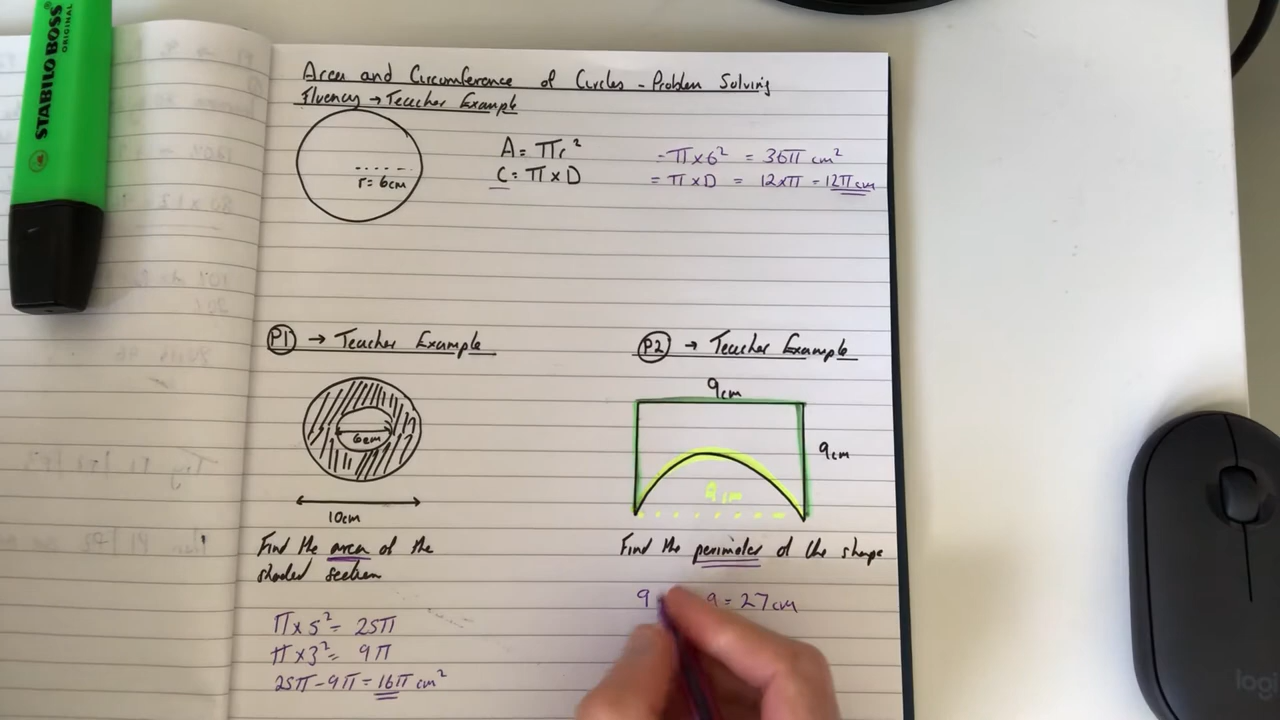 STABILO BOSS
ORIGINAL
Area and Circumference of Circles - Problem Solving
Fluency → Teacher Example
r = 6cm
A = πr²
C = π x D
= π x 6² = 36π cm²
= π x D = 12 x π = 12π cm
P1 → Teacher Example
6cm
10cm
Find the area of the
shaded section
π x 5² = 25π
π x 3² = 9π
25π - 9π = 16π cm²
P2 → Teacher Example
9cm
9cm
9cm
Find the perimeter of the shape
9 9 = 27cm
logi